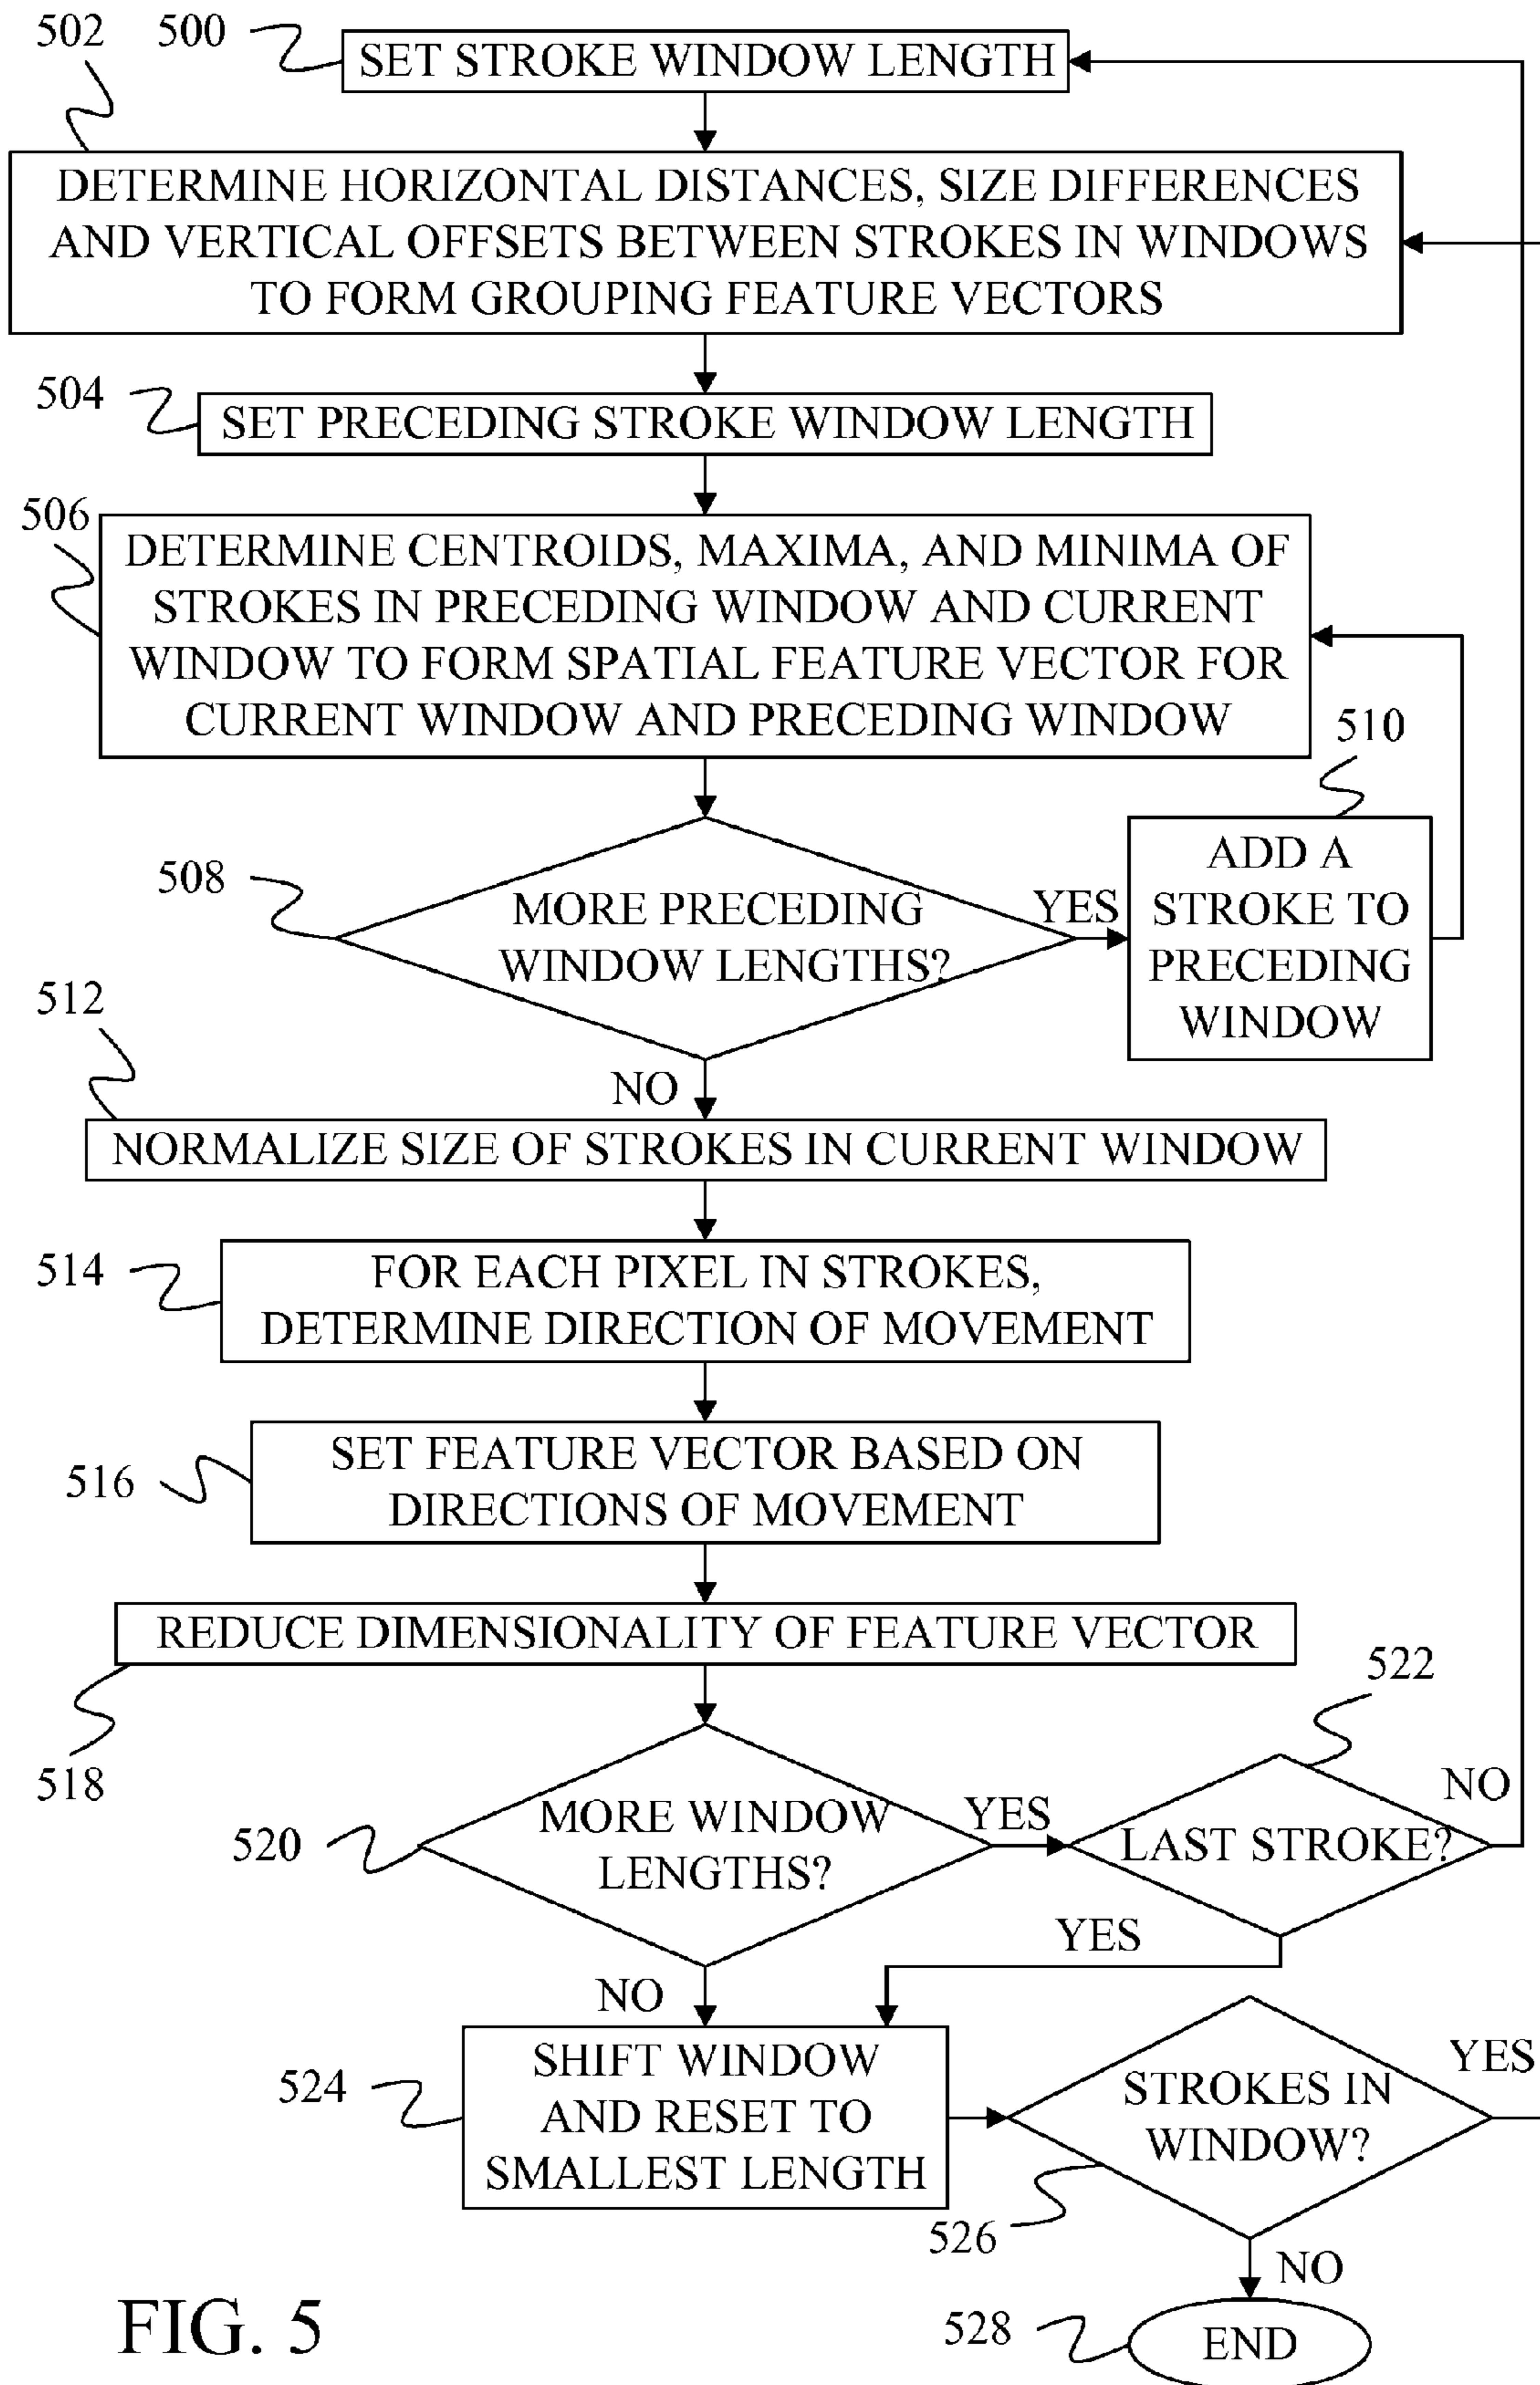 502
500
SET STROKE WINDOW LENGTH
DETERMINE HORIZONTAL DISTANCES, SIZE DIFFERENCES
AND VERTICAL OFFSETS BETWEEN STROKES IN WINDOWS
TO FORM GROUPING FEATURE VECTORS
504
SET PRECEDING STROKE WINDOW LENGTH
506
DETERMINE CENTROIDS, MAXIMA, AND MINIMA OF
STROKES IN PRECEDING WINDOW AND CURRENT
WINDOW TO FORM SPATIAL FEATURE VECTOR FOR
CURRENT WINDOW AND PRECEDING WINDOW
510
508
MORE PRECEDING
WINDOW LENGTHS?
YES
ADD A
STROKE TO
PRECEDING
WINDOW
512
NO
NORMALIZE SIZE OF STROKES IN CURRENT WINDOW
514
FOR EACH PIXEL IN STROKES,
DETERMINE DIRECTION OF MOVEMENT
516
SET FEATURE VECTOR BASED ON
DIRECTIONS OF MOVEMENT
REDUCE DIMENSIONALITY OF FEATURE VECTOR
518
522
520
MORE WINDOW
LENGTHS?
YES
LAST STROKE?
NO
YES
NO
524
SHIFT WINDOW
AND RESET TO
SMALLEST LENGTH
STROKES IN
WINDOW?
YES
526
NO
528
END
FIG. 5